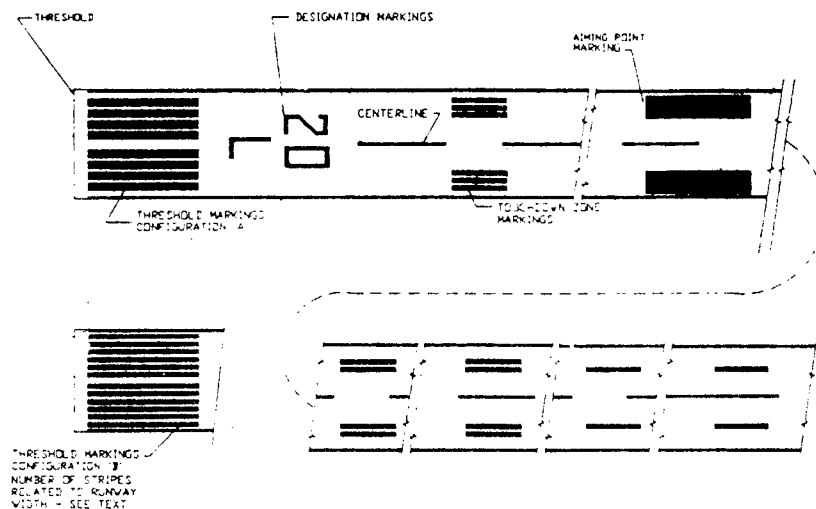 THRESHOLD
DESIGNATION MARKINGS
AIMING POINT
MARKING
L
20
CENTERLINE
THRESHOLD MARKINGS
CONFIGURATION 'A'
TOUCHDOWN ZONE
MARKINGS
THRESHOLD MARKINGS
CONFIGURATION 'B'
NUMBER OF STRIPES
RELATED TO RUNWAY
WIDTH - SEE TEXT